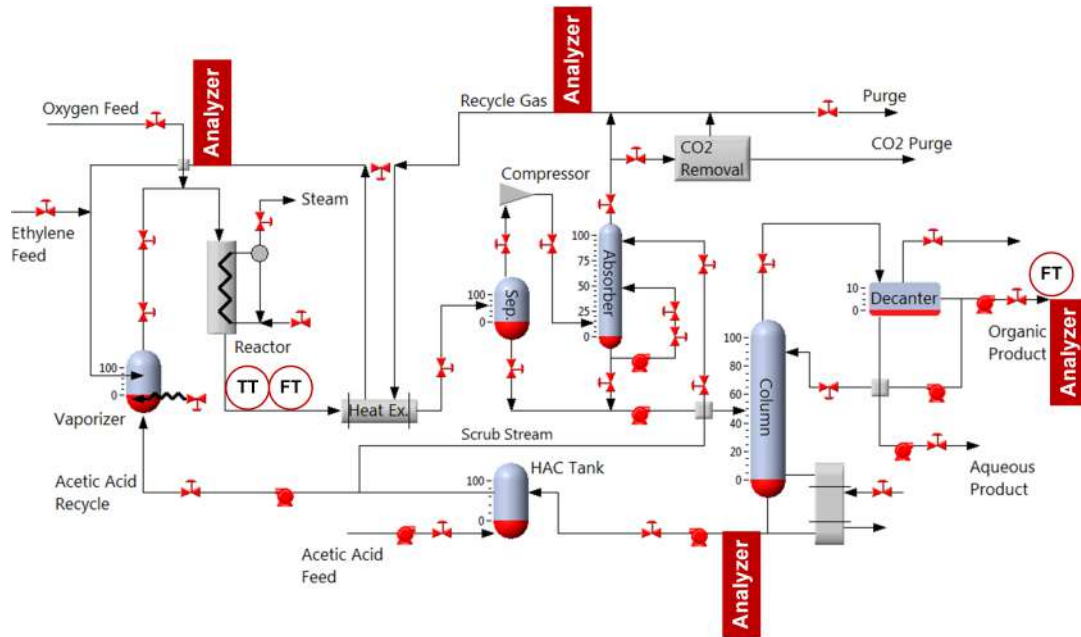 Analyzer
Analyzer
Oxygen Feed
Recycle Gas
Purge
CO2
Removal
CO2 Purge
Compressor
Steam
Ethylene
Feed
100
75
50
25
0
Absorber
100
0
Sep.
10
0
Decanter
FT
Organic
Product
Analyzer
Reactor
100
0
Vaporizer
TT
FT
Heat Ex.
100
80
60
40
20
0
Column
Scrub Stream
HAC Tank
Acetic Acid
Recycle
100
0
Aqueous
Product
Acetic Acid
Feed
Analyzer